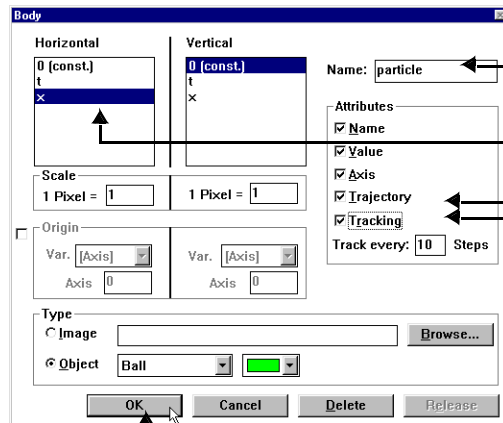 Body
Horizontal Vertical
0 (const.)
t
x
0 (const.)
t
x
Name: particle
Attributes
Name
Value
Axis
Trajectory
Tracking
Track every: 10 Steps
Scale
1 Pixel = 1 1 Pixel = 1
Origin
Var. [Axis] Var. [Axis]
Axis 0 Axis 0
Type
Image Browse...
Object Ball
OK Cancel Delete Release